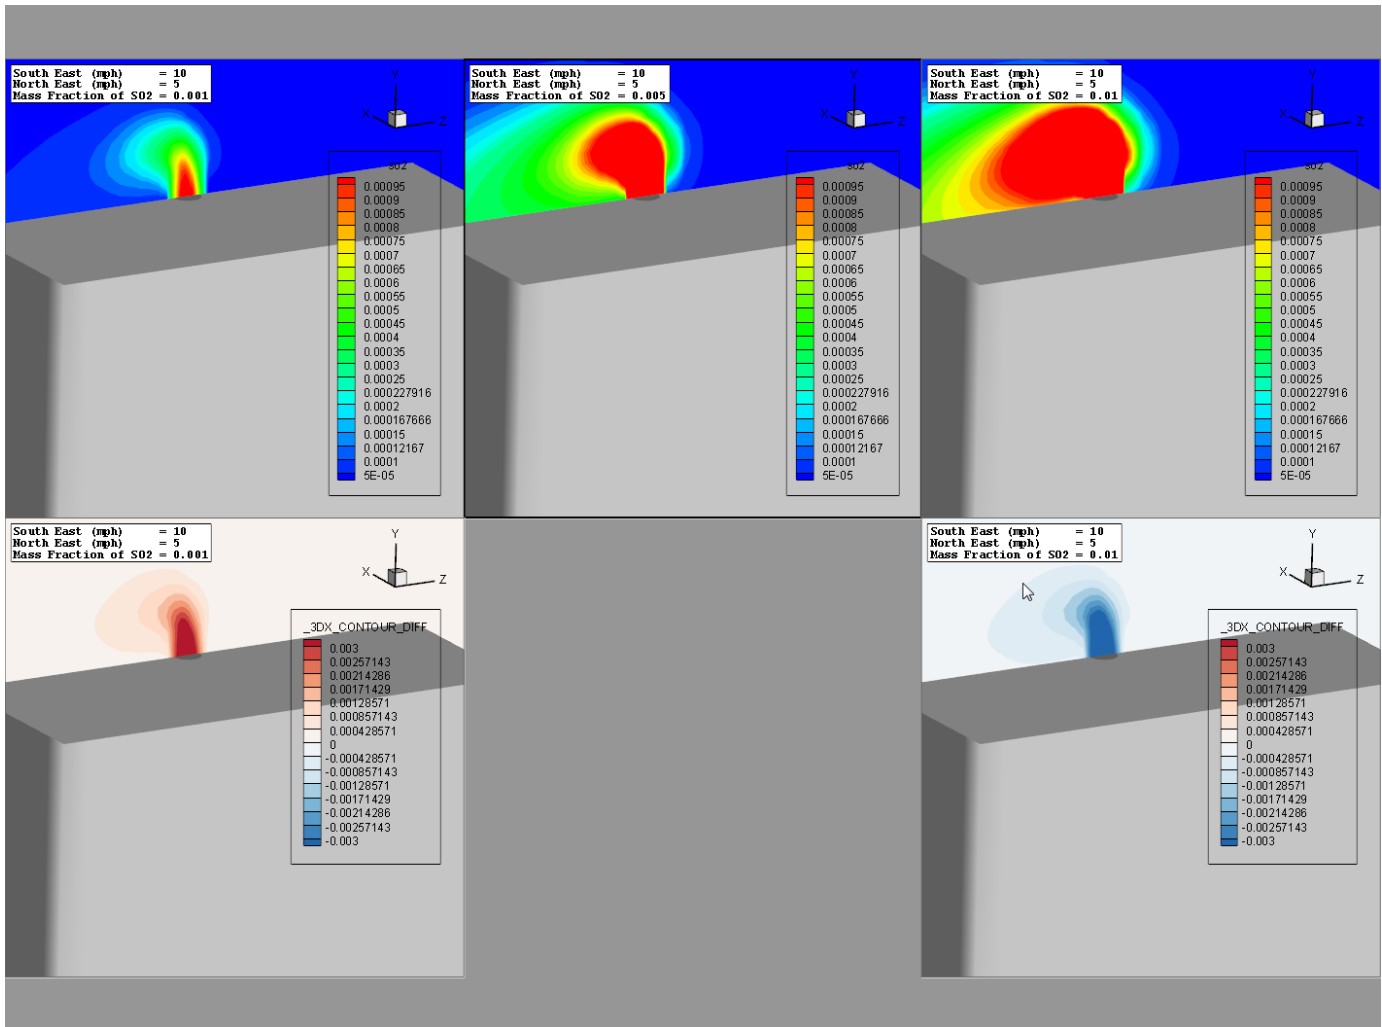 South East (mph) = 10
North East (mph) = 5
Mass Fraction of SO2 = 0.001
Y
X
Z
so2
0.00095
0.0009
0.00085
0.0008
0.00075
0.0007
0.00065
0.0006
0.00055
0.0005
0.00045
0.0004
0.00035
0.0003
0.00025
0.000227916
0.0002
0.000167666
0.00015
0.00012167
0.0001
5E-05
South East (mph) = 10
North East (mph) = 5
Mass Fraction of SO2 = 0.005
Y
X
Z
so2
0.00095
0.0009
0.00085
0.0008
0.00075
0.0007
0.00065
0.0006
0.00055
0.0005
0.00045
0.0004
0.00035
0.0003
0.00025
0.000227916
0.0002
0.000167666
0.00015
0.00012167
0.0001
5E-05
South East (mph) = 10
North East (mph) = 5
Mass Fraction of SO2 = 0.01
Y
X
Z
so2
0.00095
0.0009
0.00085
0.0008
0.00075
0.0007
0.00065
0.0006
0.00055
0.0005
0.00045
0.0004
0.00035
0.0003
0.00025
0.000227916
0.0002
0.000167666
0.00015
0.00012167
0.0001
5E-05
South East (mph) = 10
North East (mph) = 5
Mass Fraction of SO2 = 0.001
Y
X
Z
_3DX_CONTOUR_DIFF
0.003
0.00257143
0.00214286
0.00171429
0.00128571
0.000857143
0.000428571
0
-0.000428571
-0.000857143
-0.00128571
-0.00171429
-0.00214286
-0.00257143
-0.003
South East (mph) = 10
North East (mph) = 5
Mass Fraction of SO2 = 0.01
Y
X
Z
_3DX_CONTOUR_DIFF
0.003
0.00257143
0.00214286
0.00171429
0.00128571
0.000857143
0.000428571
0
-0.000428571
-0.000857143
-0.00128571
-0.00171429
-0.00214286
-0.00257143
-0.003